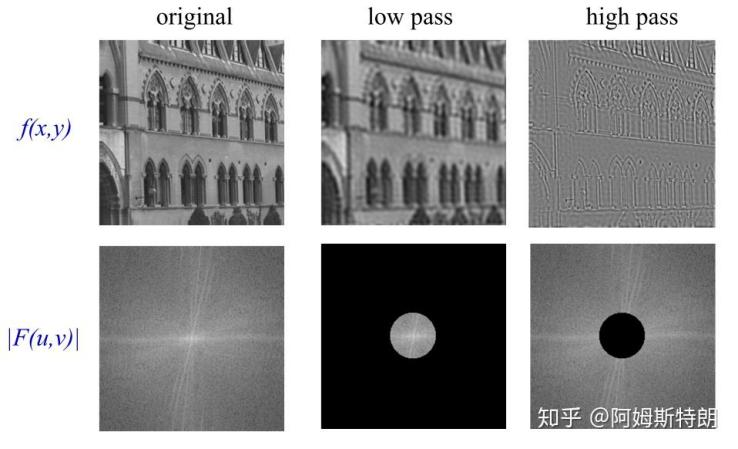 original low pass high pass
f(x,y)
|F(u,v)|
知乎 @阿姆斯特朗